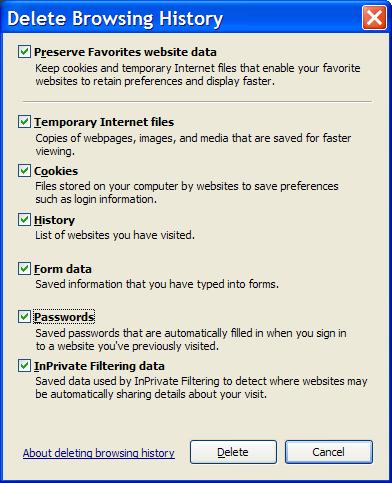 Delete Browsing History
Preserve Favorites website data
Keep cookies and temporary Internet files that enable your favorite
websites to retain preferences and display faster.
Temporary Internet files
Copies of webpages, images, and media that are saved for faster
viewing.
Cookies
Files stored on your computer by websites to save preferences
such as login information.
History
List of websites you have visited.
Form data
Saved information that you have typed into forms.
Passwords
Saved passwords that are automatically filled in when you sign in
to a website you've previously visited.
InPrivate Filtering data
Saved data used by InPrivate Filtering to detect where websites may
be automatically sharing details about your visit.
About deleting browsing history
Delete
Cancel